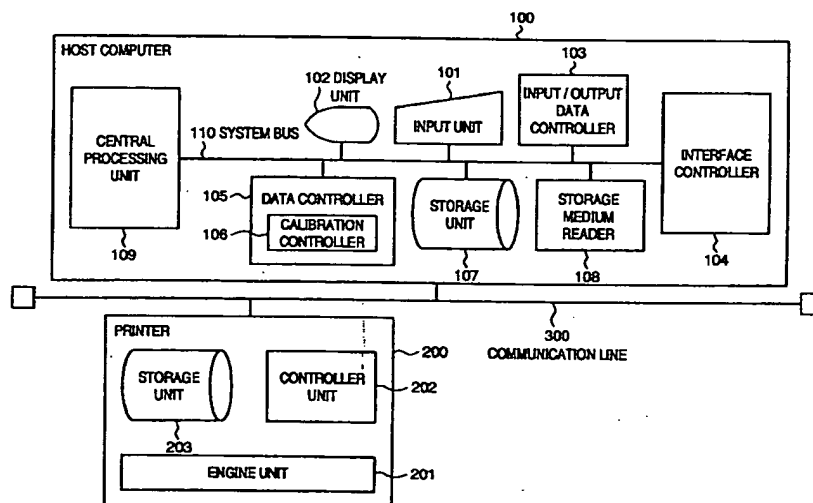 100
HOST COMPUTER
103
102 DISPLAY
UNIT
101
INPUT / OUTPUT
DATA
CONTROLLER
INPUT UNIT
CENTRAL
PROCESSING
UNIT
110 SYSTEM BUS
INTERFACE
CONTROLLER
105
DATA CONTROLLER
106
CALIBRATION
CONTROLLER
STORAGE
UNIT
STORAGE
MEDIUM
READER
109
107
108
104
300
COMMUNICATION LINE
PRINTER
200
STORAGE
UNIT
CONTROLLER
UNIT
202
203
ENGINE UNIT
201